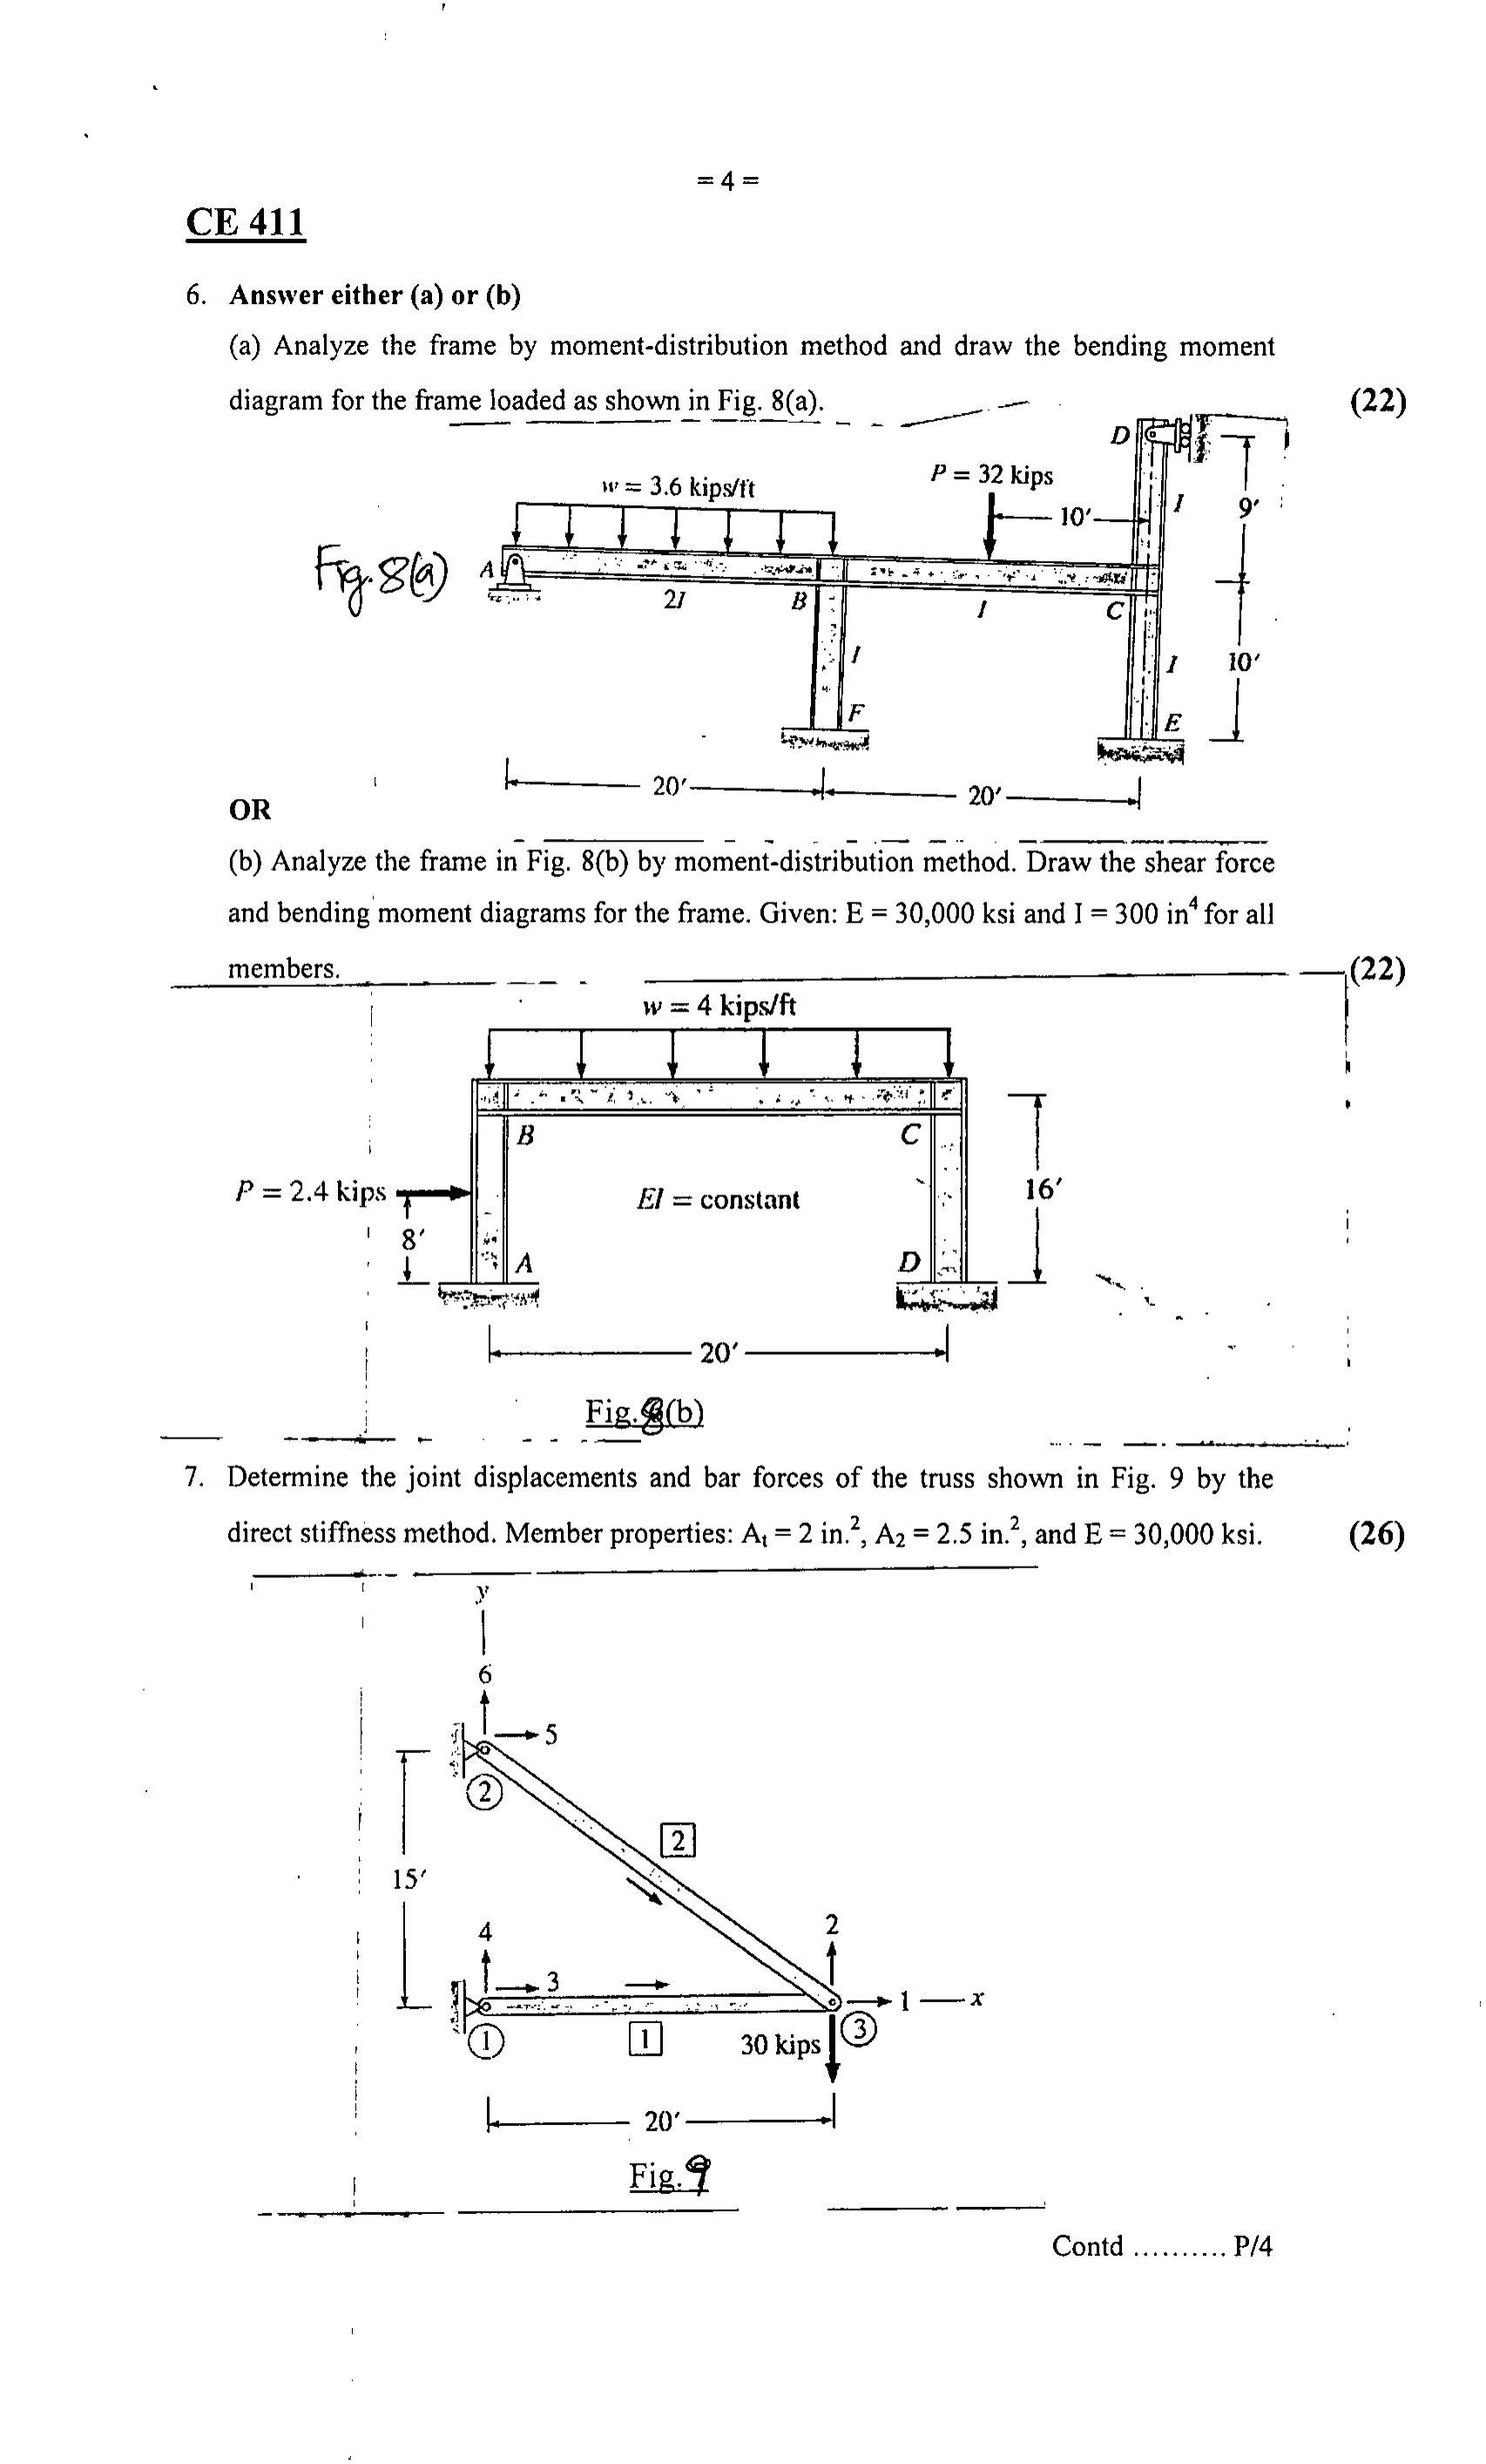 = 4 =
CE 411
6. Answer either (a) or (b)
(a) Analyze the frame by moment-distribution method and draw the bending moment
diagram for the frame loaded as shown in Fig. 8(a).
(22)
D
P = 32 kips
w = 3.6 kips/ft
10'
I
9'
Fig. 8(a)
A
2I
B
I
C
I
I
10'
F
E
20'
20'
OR
(b) Analyze the frame in Fig. 8(b) by moment-distribution method. Draw the shear force
and bending moment diagrams for the frame. Given: E = 30,000 ksi and I = 300 in⁴ for all
members.
(22)
w = 4 kips/ft
B
C
P = 2.4 kips
EI = constant
16'
8'
A
D
20'
Fig. 8(b)
7. Determine the joint displacements and bar forces of the truss shown in Fig. 9 by the
direct stiffness method. Member properties: A₁ = 2 in.², A₂ = 2.5 in.², and E = 30,000 ksi.
(26)
y
6
5
2
2
15'
4
2
3
1
x
1
1
30 kips
3
20'
Fig. 9
Contd .......... P/4